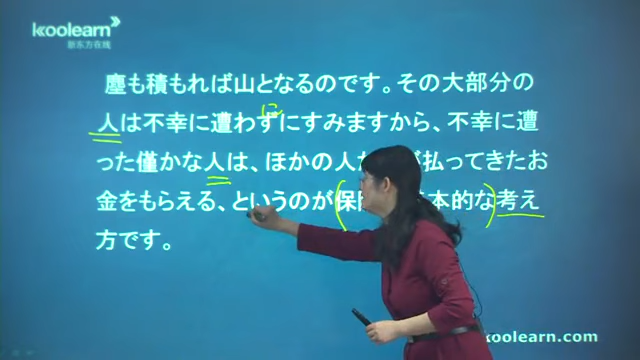 koolearn
新东方在线
塵も積もれば山となるのです。その大部分の
人は不幸に遭わずにすみますから、不幸に遭
った僅かな人は、ほかの人 払ってきたお
金をもらえる、というのが(保 本的な)考え
方です。
koolearn.com